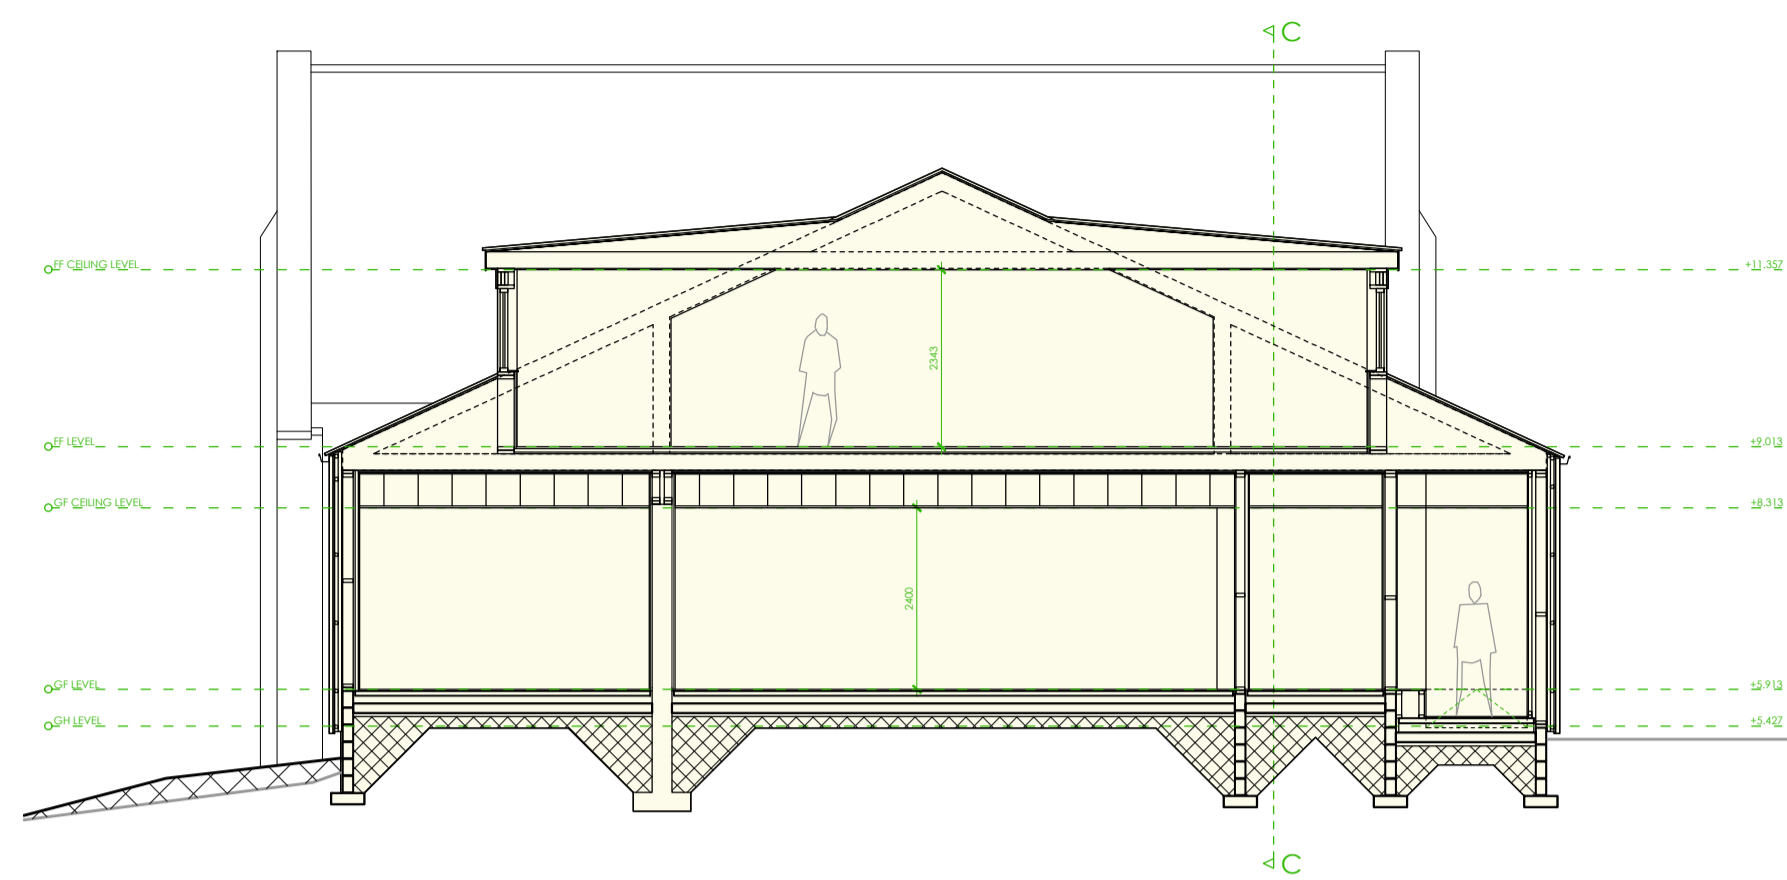 C
FF CEILING LEVEL
+11.357
2343
FF LEVEL
+9.013
GF CEILING LEVEL
+8.313
2400
GF LEVEL
+5.913
GH LEVEL
+5.427
C